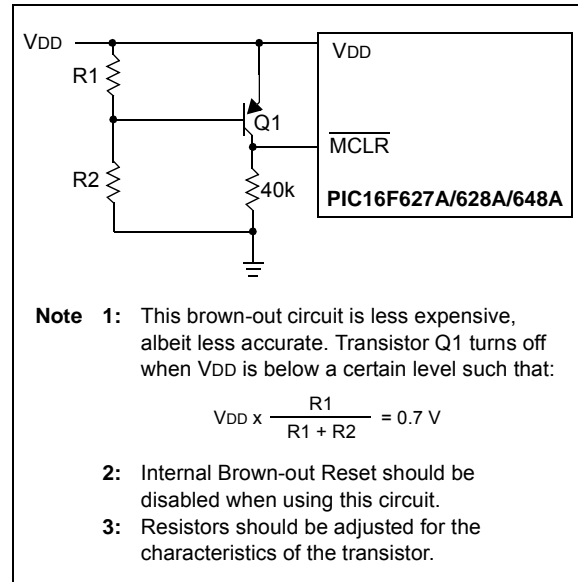 VDD
VDD
R1
Q1
MCLR
R2
40k
PIC16F627A/628A/648A
Note 1: This brown-out circuit is less expensive,
albeit less accurate. Transistor Q1 turns off
when VDD is below a certain level such that:
VDD x R1 / R1 + R2 = 0.7 V
2: Internal Brown-out Reset should be
disabled when using this circuit.
3: Resistors should be adjusted for the
characteristics of the transistor.